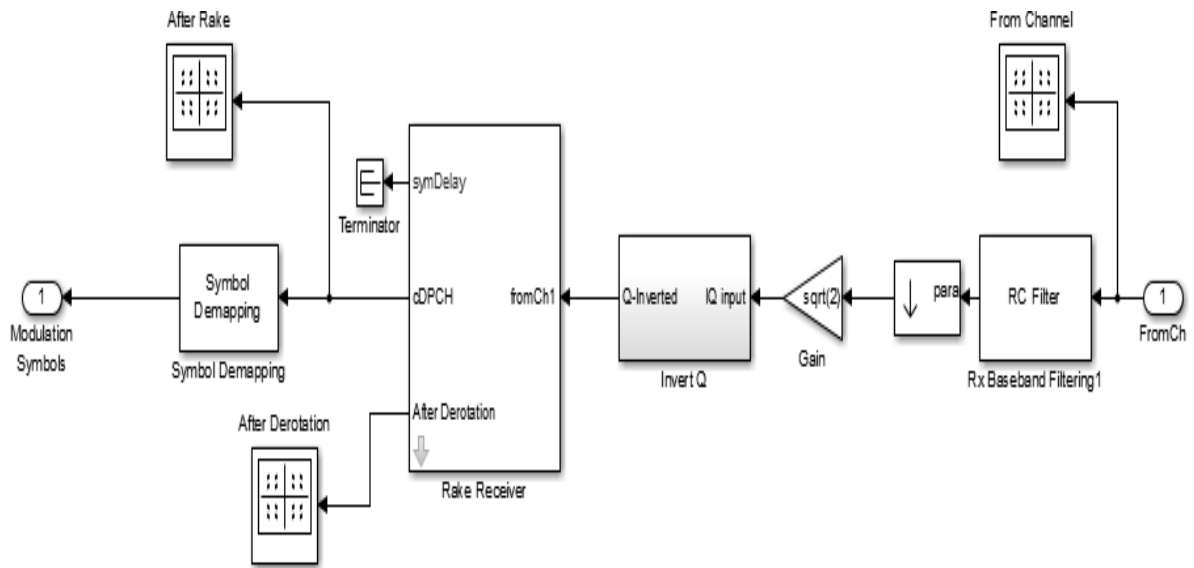 After Rake
From Channel
symDelay
Terminator
1
Modulation
Symbols
Symbol
Demapping
Symbol Demapping
cDPCH
fromCh1
After Derotation
Rake Receiver
After Derotation
Q-Inverted
IQ input
Invert Q
sqrt(2)
Gain
para
RC Filter
Rx Baseband Filtering1
1
FromCh